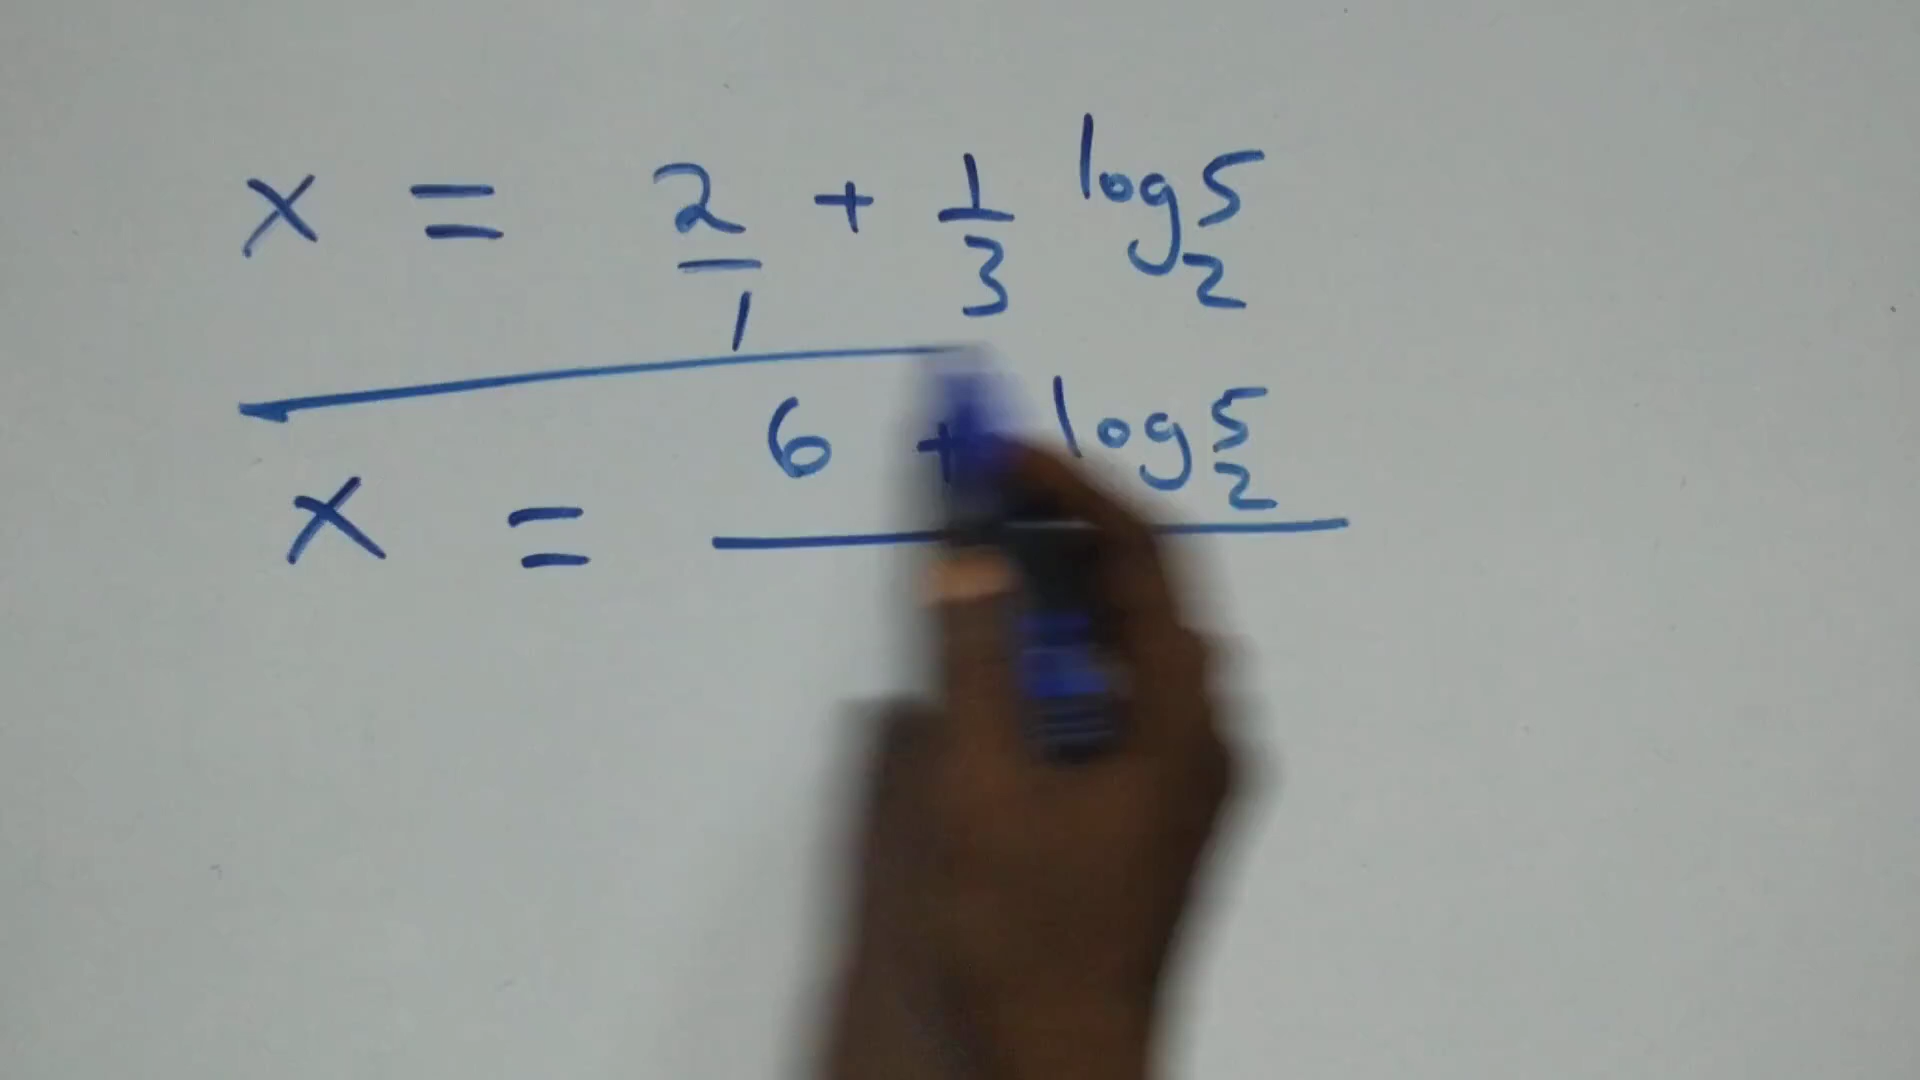 x = 2/1 + 1/3 log₂5
x = 6 + log₂5